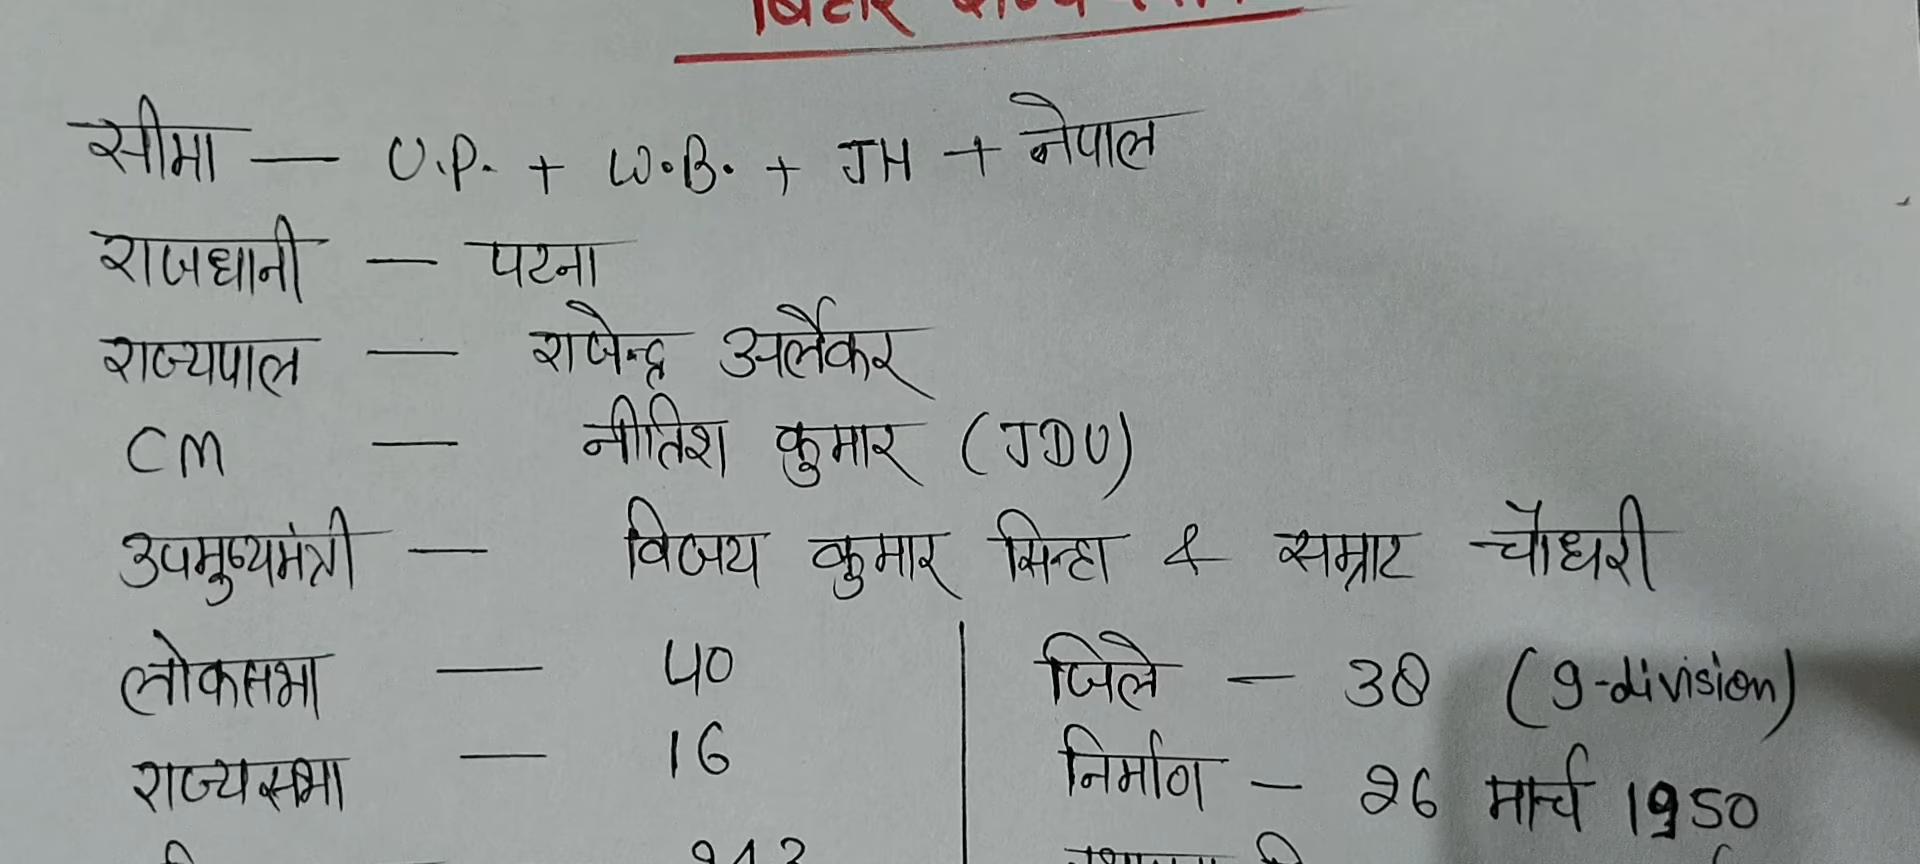 बिहार राज्य
सीमा — U.P. + W.B. + JH + नेपाल
राजधानी — पटना
राज्यपाल — राजेन्द्र अर्लेकर
CM — नीतिश कुमार (JDU)
उपमुख्यमंत्री — विजय कुमार सिन्हा & सम्राट चौधरी
लोकसभा — 40
राज्यसभा — 16
243
जिले — 38 (9-division)
निर्माण — 26 मार्च 1950